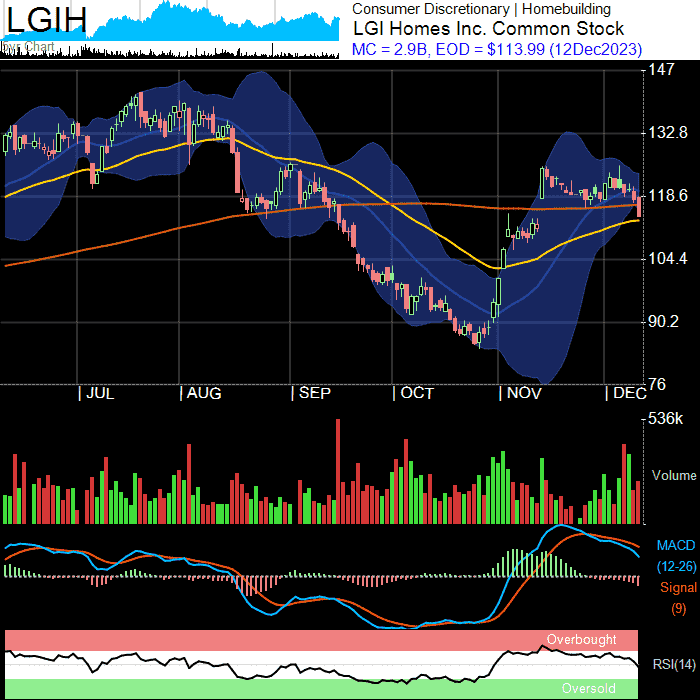 LGIH
Consumer Discretionary | Homebuilding
LGI Homes Inc. Common Stock
MC = 2.9B, EOD = $113.99 (12Dec2023)
Chart
147
132.8
118.6
104.4
90.2
76
JUL
AUG
SEP
OCT
NOV
DEC
536k
Volume
MACD
(12-26)
Signal
(9)
Overbought
RSI(14)
Oversold